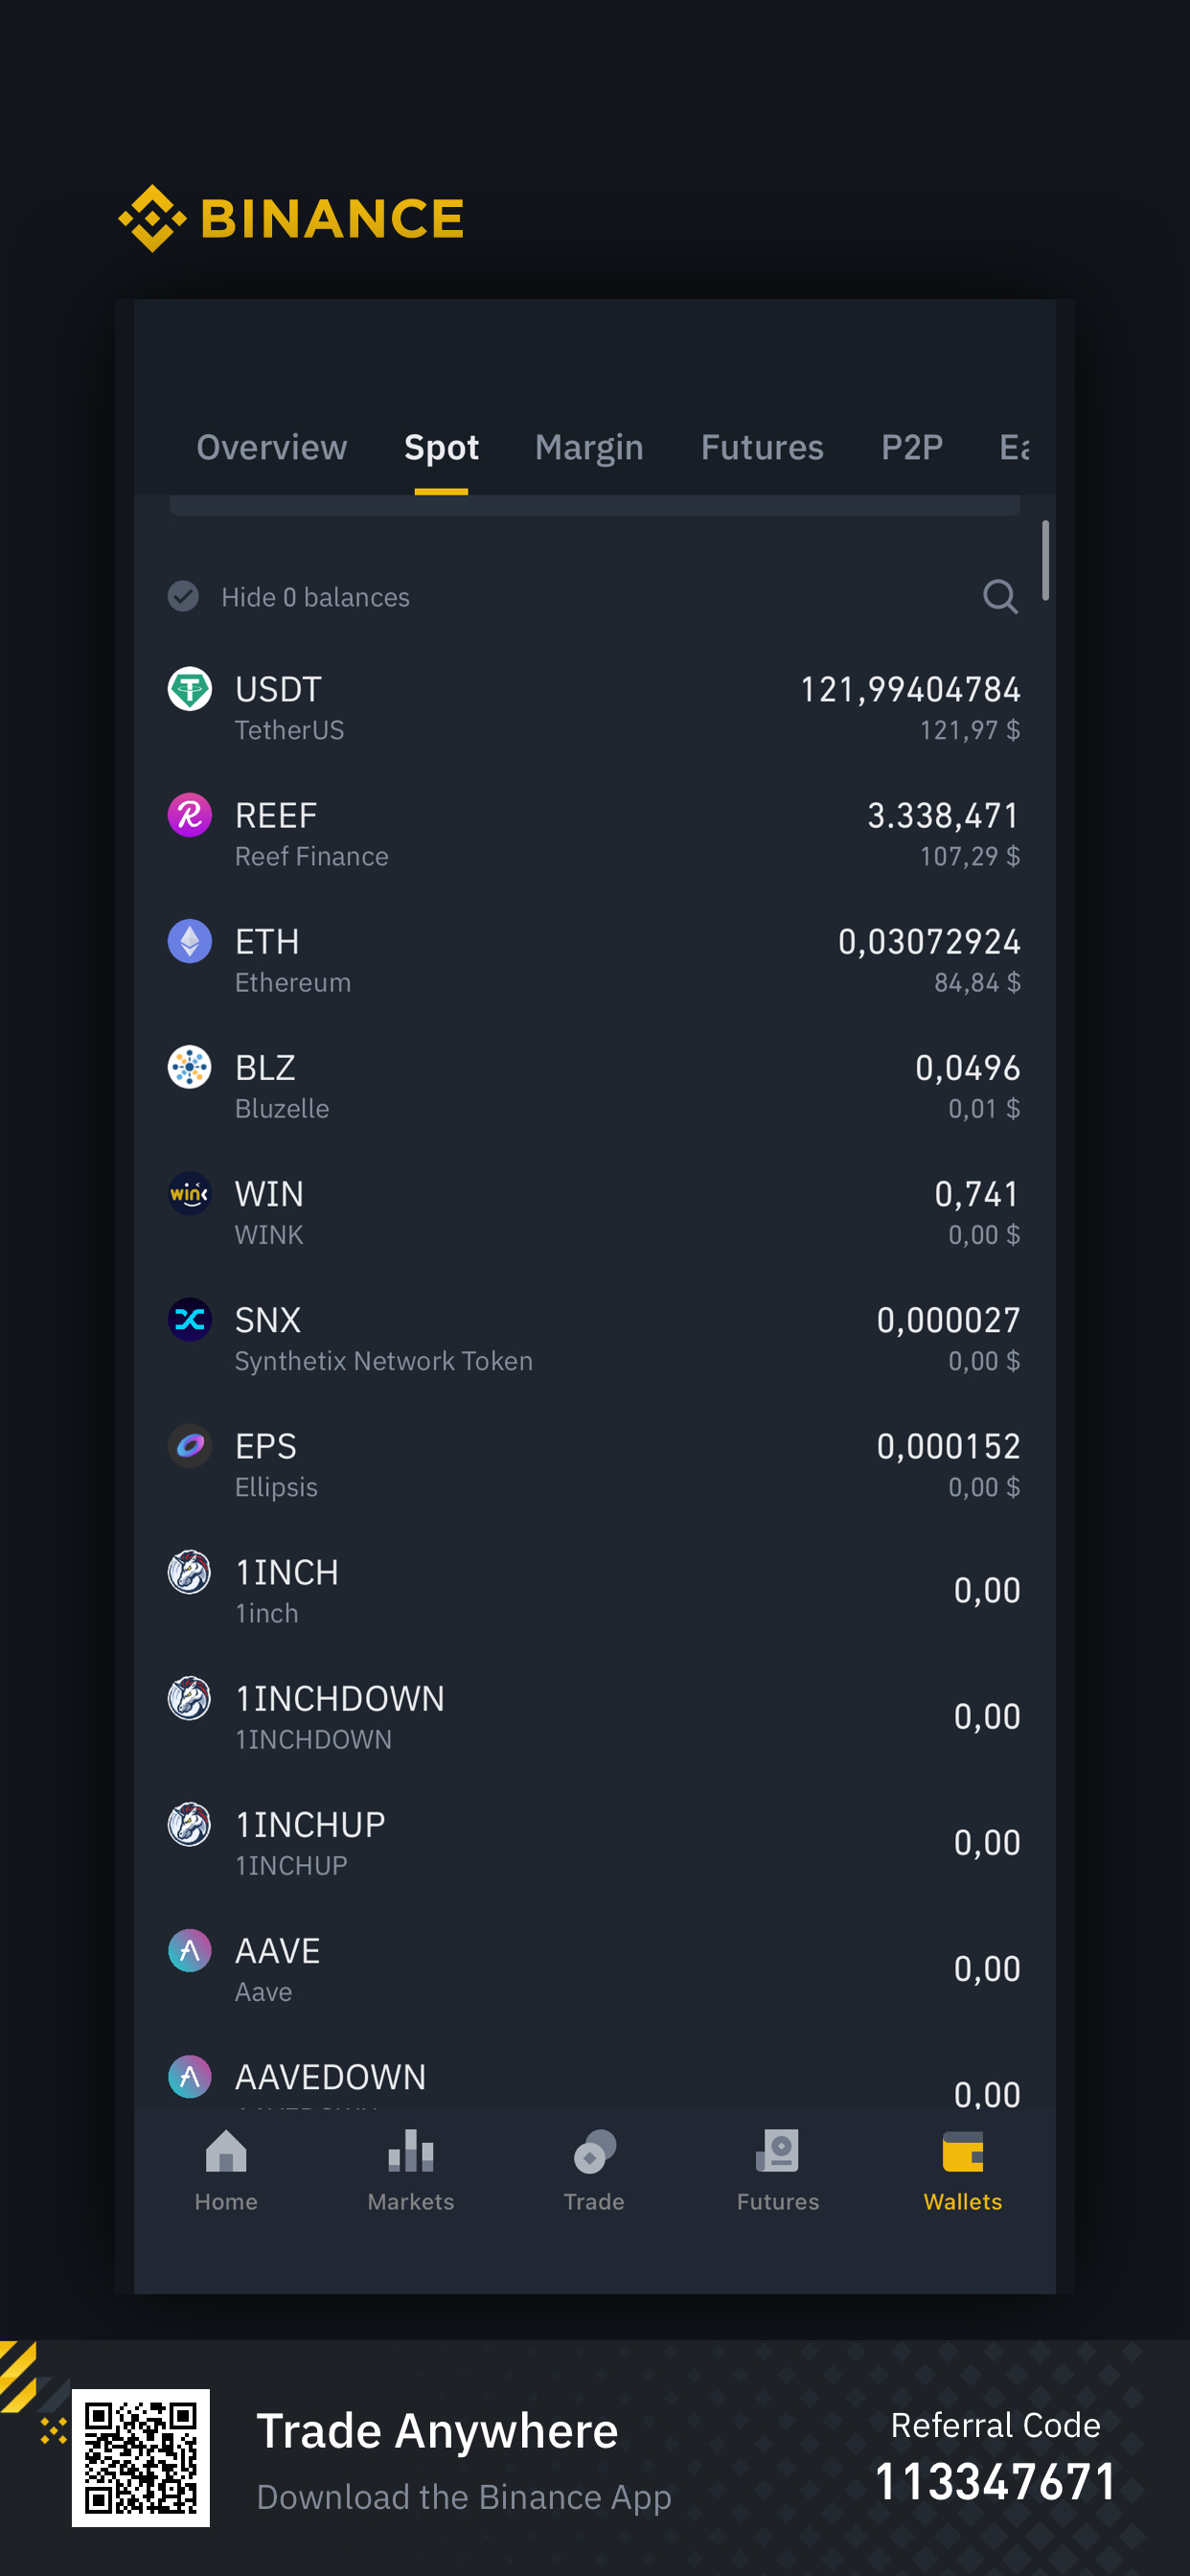 BINANCE
Overview Spot Margin Futures P2P Ea
Hide 0 balances
USDT 121,99404784
TetherUS 121,97 $
REEF 3.338,471
Reef Finance 107,29 $
ETH 0,03072924
Ethereum 84,84 $
BLZ 0,0496
Bluzelle 0,01 $
WIN 0,741
WINK 0,00 $
SNX 0,000027
Synthetix Network Token 0,00 $
EPS 0,000152
Ellipsis 0,00 $
1INCH 0,00
1inch
1INCHDOWN 0,00
1INCHDOWN
1INCHUP 0,00
1INCHUP
AAVE 0,00
Aave
AAVEDOWN 0,00
Home Markets Trade Futures Wallets
Trade Anywhere
Download the Binance App
Referral Code
113347671